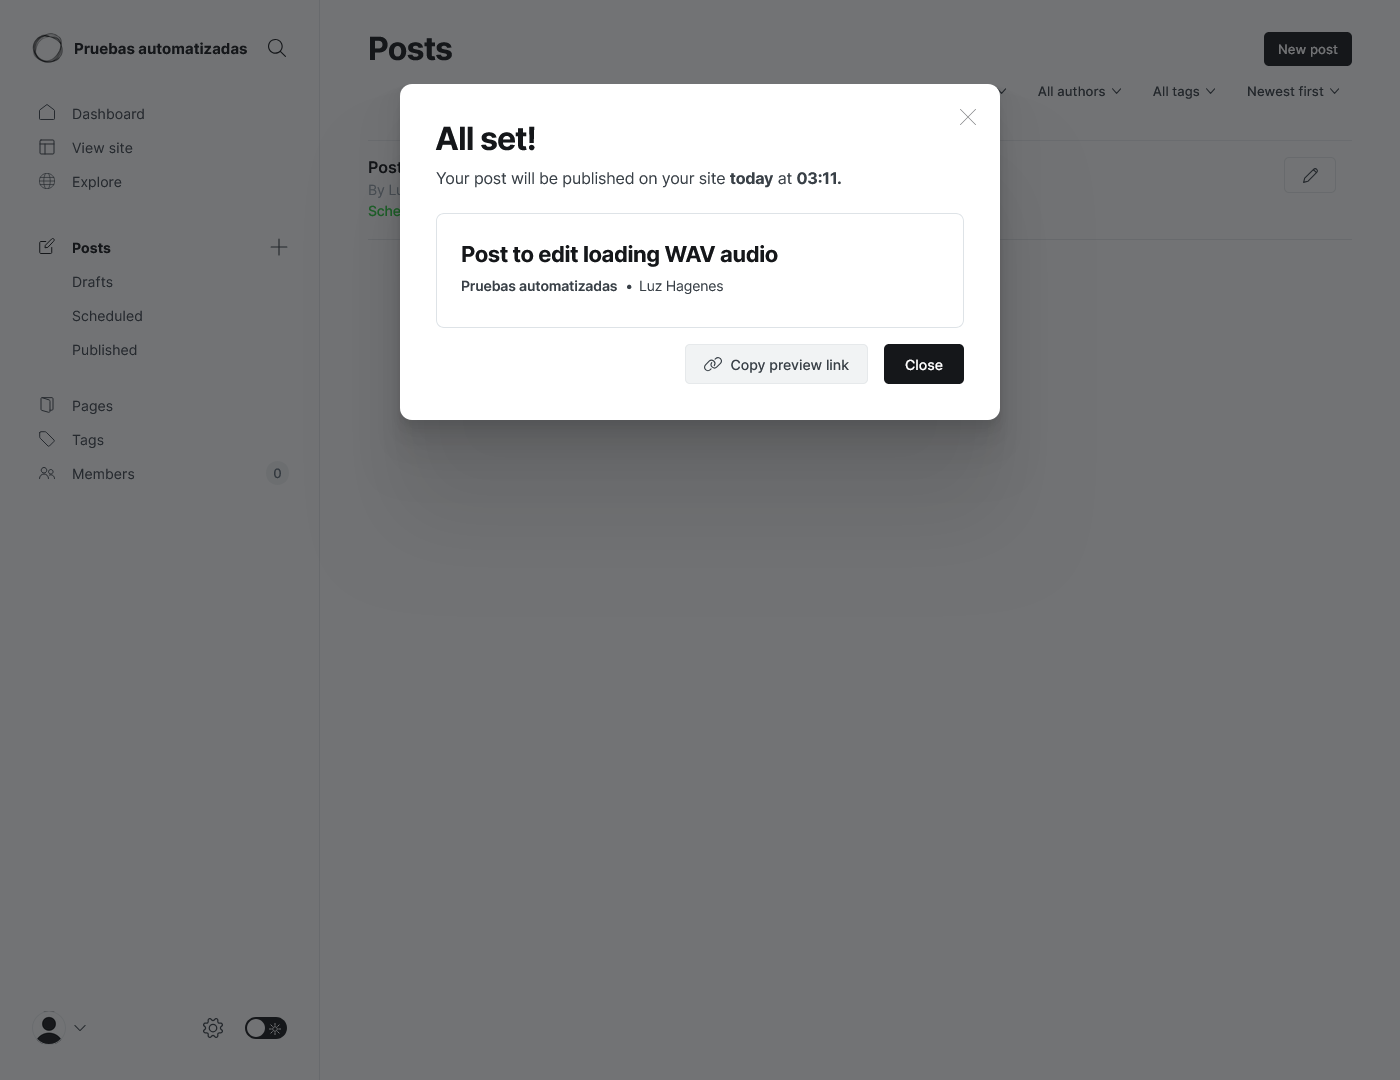 Pruebas automatizadas
Dashboard
View site
Explore
Posts
Drafts
Scheduled
Published
Pages
Tags
Members
0
Posts
New post
All authors
All tags
Newest first
Post
By Lu
Sche
All set!
Your post will be published on your site today at 03:11.
Post to edit loading WAV audio
Pruebas automatizadas • Luz Hagenes
Copy preview link
Close